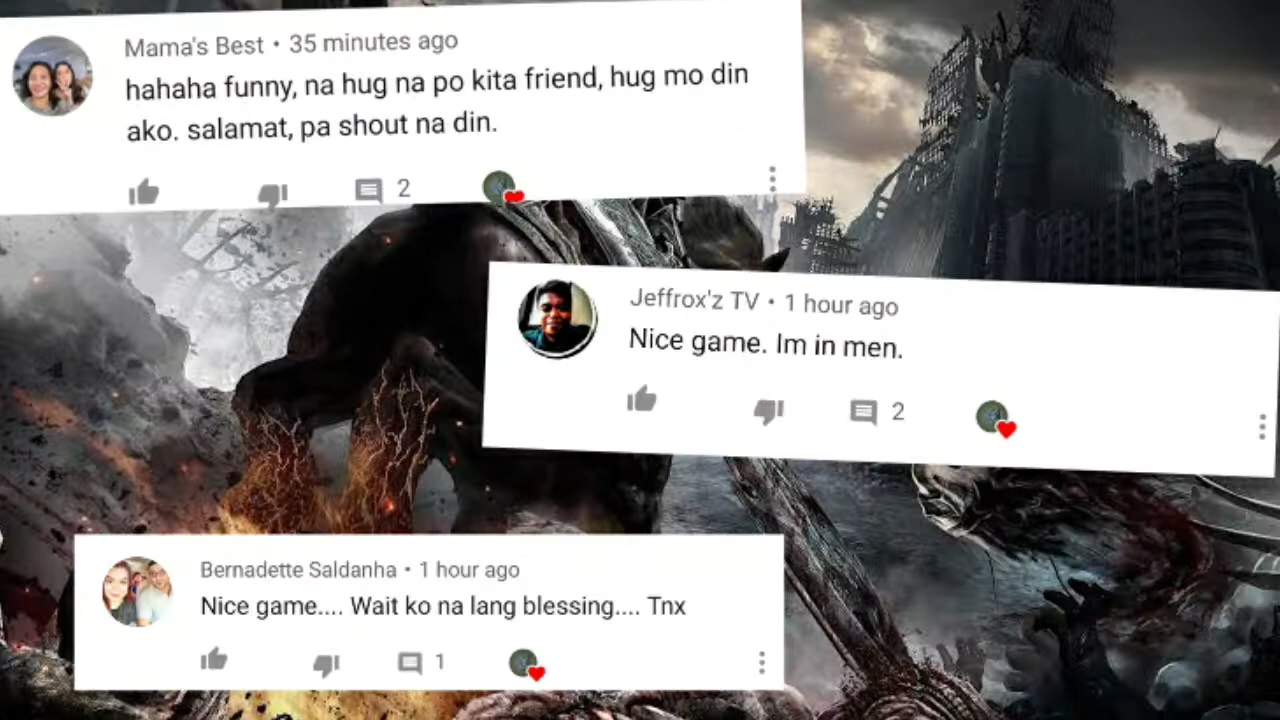 Mama's Best • 35 minutes ago
hahaha funny, na hug na po kita friend, hug mo din
ako. salamat, pa shout na din.
2
Jeffrox'z TV • 1 hour ago
Nice game. Im in men.
2
Bernadette Saldanha • 1 hour ago
Nice game.... Wait ko na lang blessing.... Tnx
1